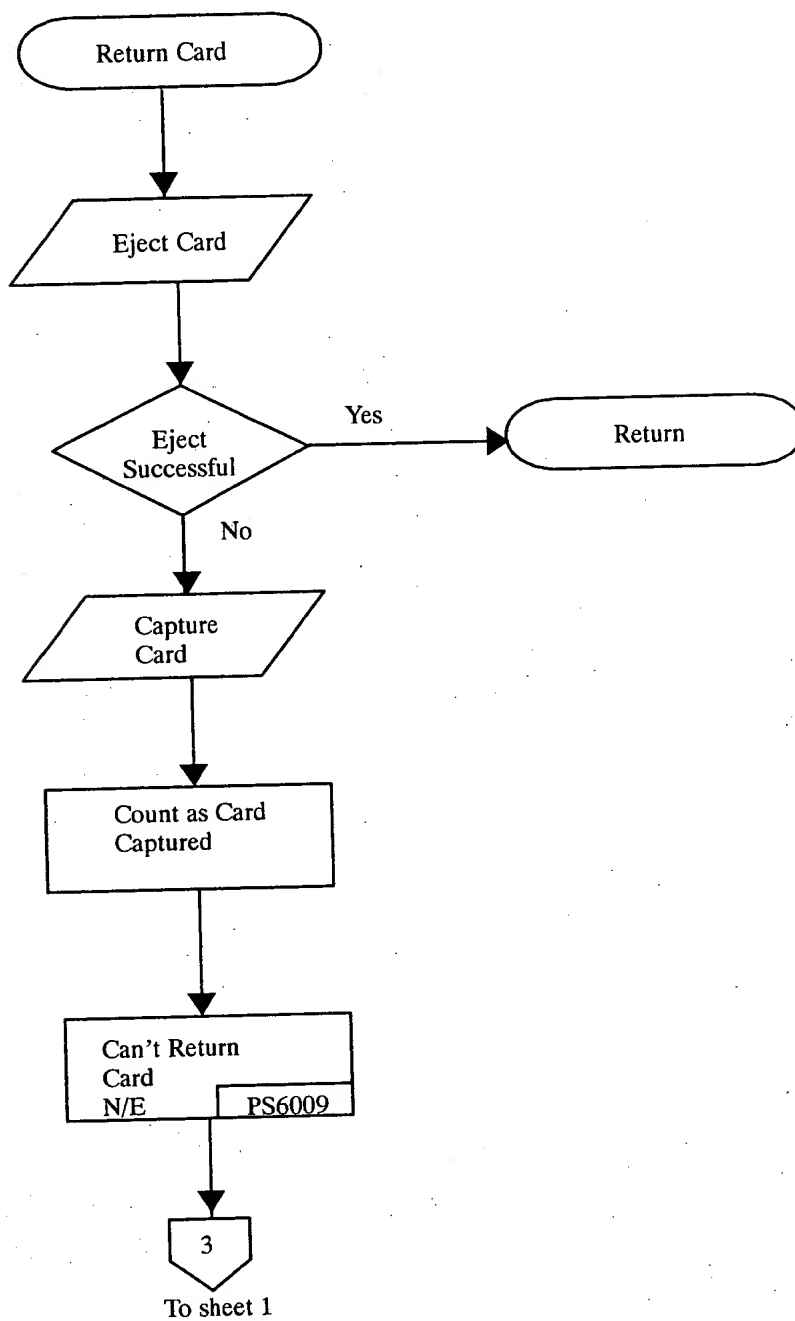 Return Card
Eject Card
Eject
Successful
Yes
Return
No
Capture
Card
Count as Card
Captured
Can't Return
Card
N/E
PS6009
3
To sheet 1